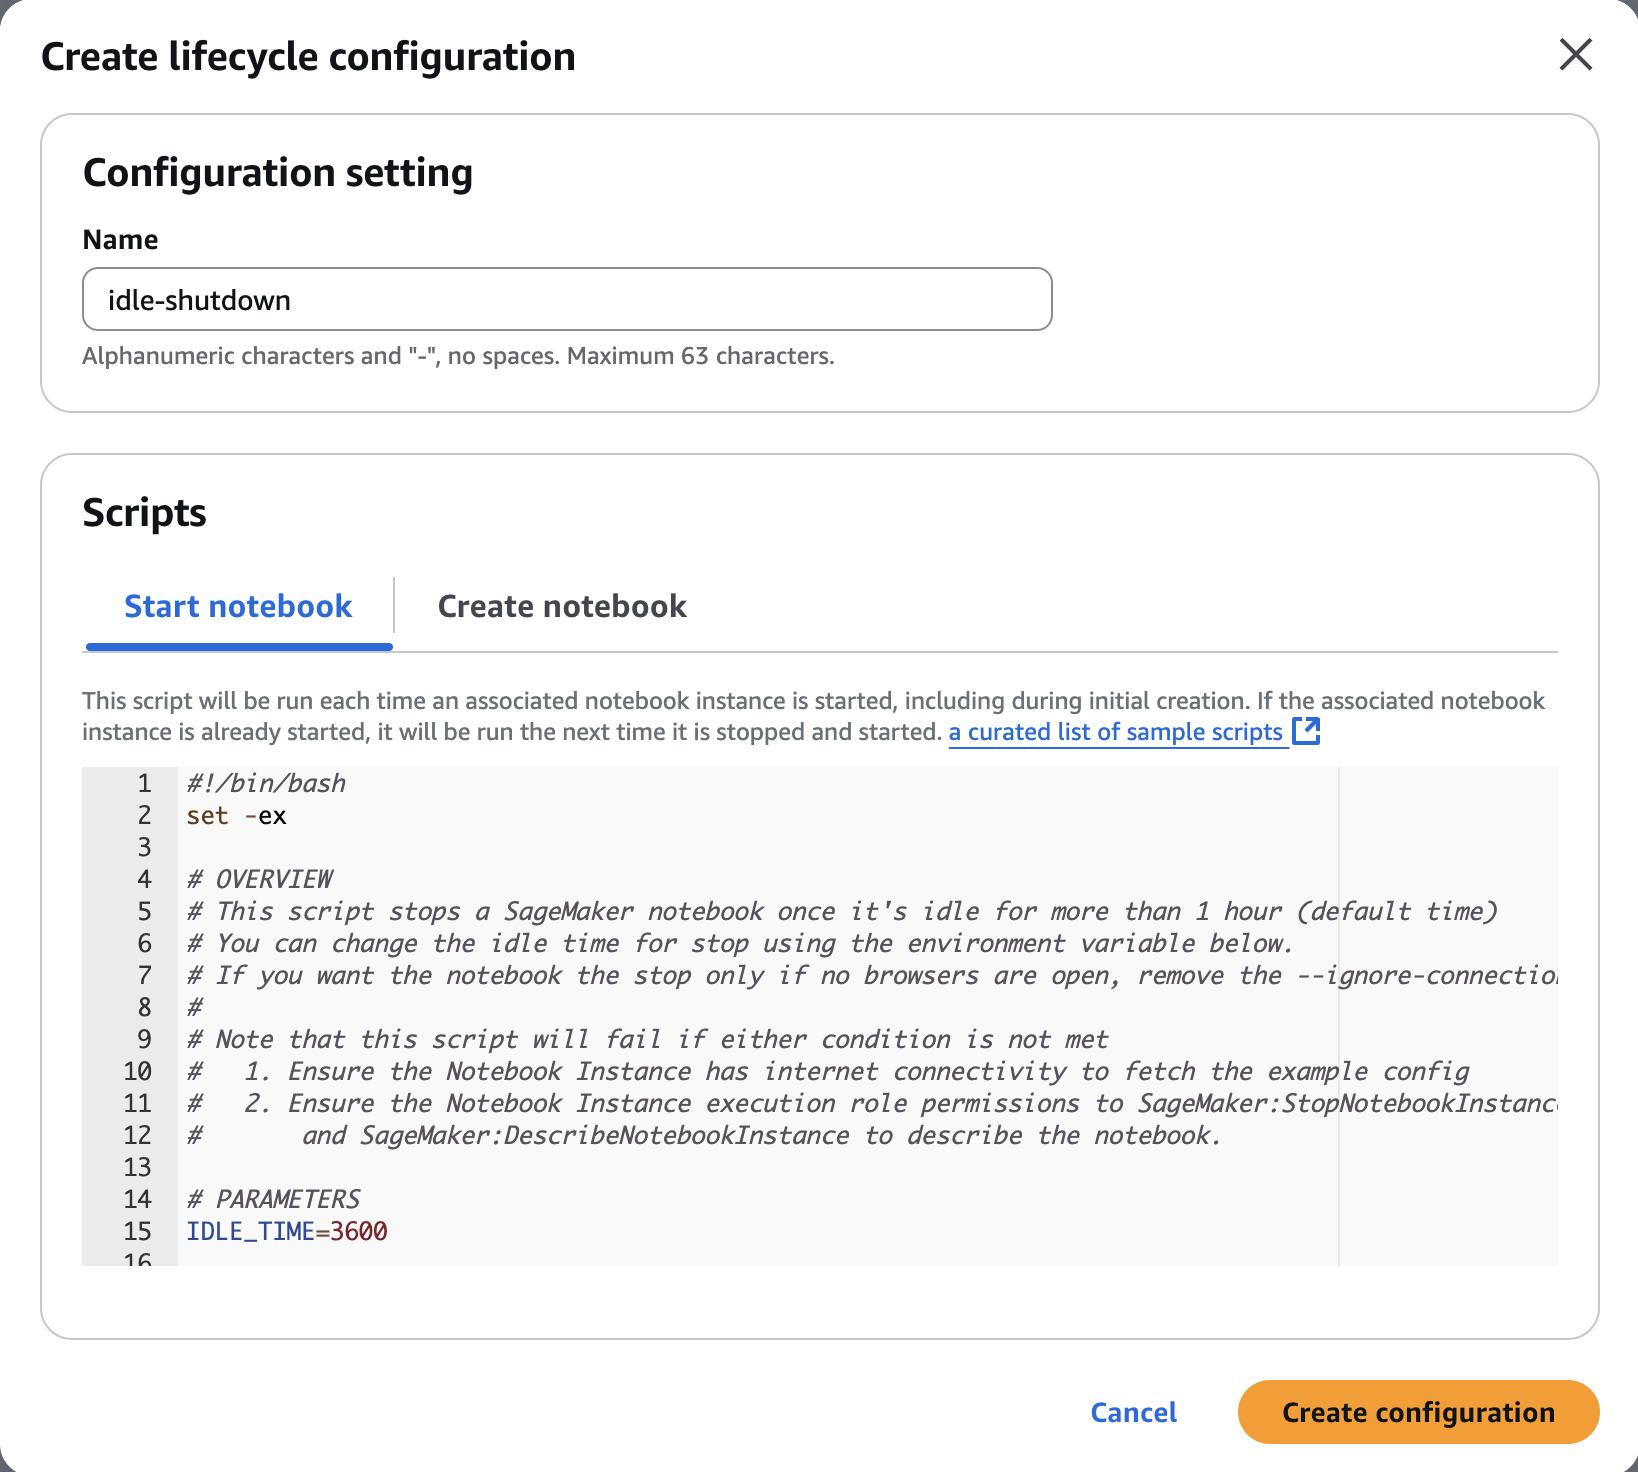 Create lifecycle configuration
Configuration setting
Name
idle-shutdown
Alphanumeric characters and "-", no spaces. Maximum 63 characters.
Scripts
Start notebook
Create notebook
This script will be run each time an associated notebook instance is started, including during initial creation. If the associated notebook
instance is already started, it will be run the next time it is stopped and started. a curated list of sample scripts
1 #!/bin/bash
2 set -ex
3
4 # OVERVIEW
5 # This script stops a SageMaker notebook once it's idle for more than 1 hour (default time)
6 # You can change the idle time for stop using the environment variable below.
7 # If you want the notebook the stop only if no browsers are open, remove the --ignore-connection
8 #
9 # Note that this script will fail if either condition is not met
10 #   1. Ensure the Notebook Instance has internet connectivity to fetch the example config
11 #   2. Ensure the Notebook Instance execution role permissions to SageMaker:StopNotebookInstance
12 #       and SageMaker:DescribeNotebookInstance to describe the notebook.
13
14 # PARAMETERS
15 IDLE_TIME=3600
16
Cancel
Create configuration